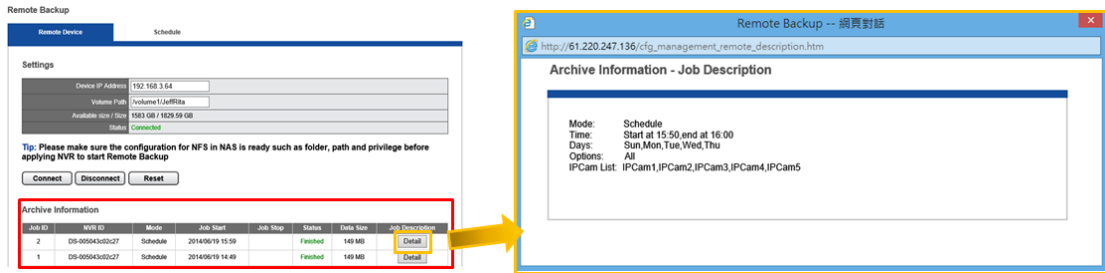 Remote Backup
Remote Device Schedule
Settings
Device IP Address 192.168.3.64
Volume Path /volume1/JeffRita
Available size / Size 1583 GB / 1829.59 GB
Status Connected
Tip: Please make sure the configuration for NFS in NAS is ready such as folder, path and privilege before
applying NVR to start Remote Backup
Connect Disconnect Reset
Archive Information
Job ID NVR ID Mode Job Start Job Stop Status Data Size Job Description
2 DS-005043c02c27 Schedule 2014/06/19 15:59 Finished 149 MB Detail
1 DS-005043c02c27 Schedule 2014/06/19 14:49 Finished 149 MB Detail
Remote Backup -- 網頁對話
http://61.220.247.136/cfg_management_remote_description.htm
Archive Information - Job Description
Mode: Schedule
Time: Start at 15:50,end at 16:00
Days: Sun,Mon,Tue,Wed,Thu
Options: All
IPCam List: IPCam1,IPCam2,IPCam3,IPCam4,IPCam5